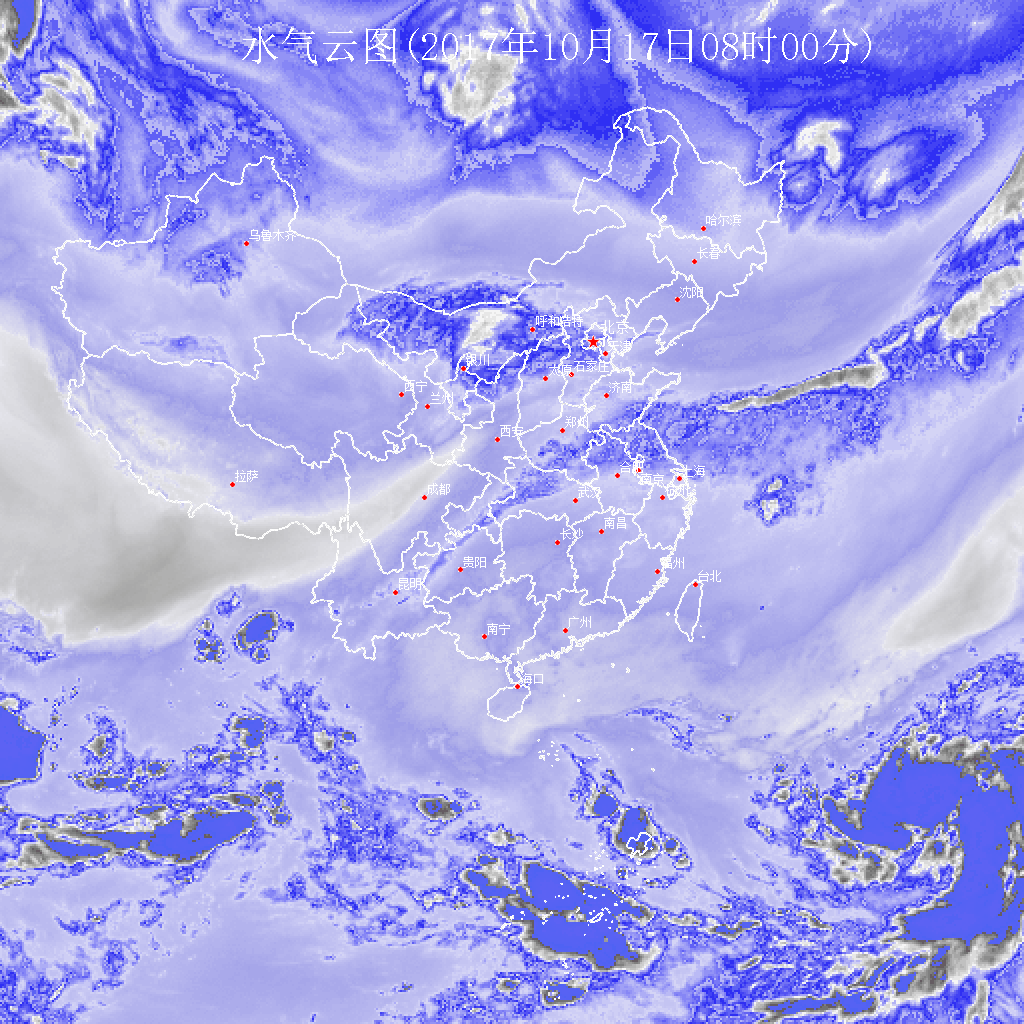 水气云图(2017年10月17日08时00分)
哈尔滨
乌鲁木齐
长春
沈阳
呼和浩特
北京
天津
银川
太原
石家庄
西宁
济南
兰州
郑州
西安
合肥
南京
上海
拉萨
成都
武汉
杭州
南昌
长沙
贵阳
福州
台北
昆明
广州
南宁
海口